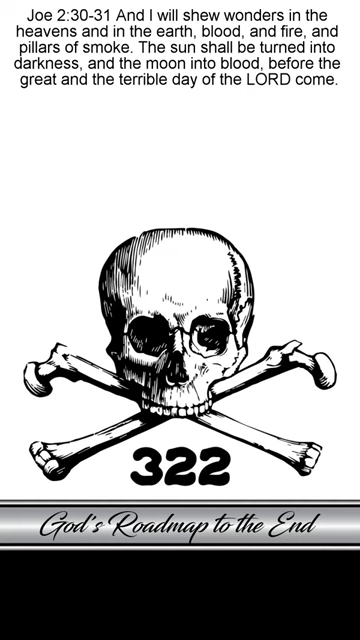 Joe 2:30-31 And I will shew wonders in the
heavens and in the earth, blood, and fire, and
pillars of smoke. The sun shall be turned into
darkness, and the moon into blood, before the
great and the terrible day of the LORD come.
322
God's Roadmap to the End